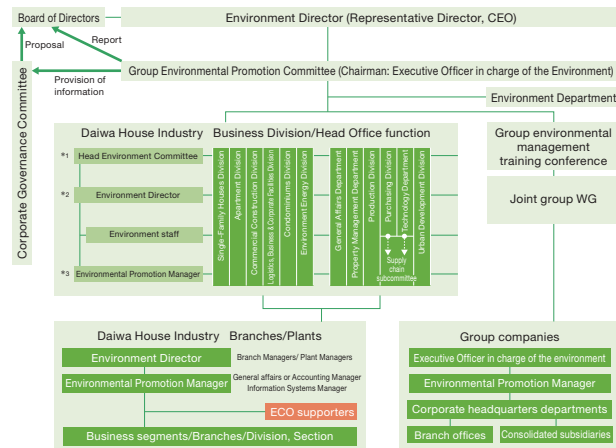 Board of Directors
Environment Director (Representative Director, CEO)
Proposal
Report
Group Environmental Promotion Committee (Chairman: Executive Officer in charge of the Environment)
Provision of
information
Corporate Governance Committee
Environment Department
Daiwa House Industry Business Division/Head Office function
*1 Head Environment Committee
*2 Environment Director
Environment staff
*3 Environmental Promotion Manager
Single-Family Houses Division
Apartment Division
Commercial Construction Division
Logistics, Business & Corporate Facilities Division
Condominiums Division
Environment Energy Division
General Affairs Department
Property Management Department
Production Division
Purchasing Division
Technology Department
Urban Development Division
Supply
chain
subcommittee
Group environmental
management
training conference
Joint group WG
Daiwa House Industry Branches/Plants
Environment Director
Branch Managers/ Plant Managers
Environmental Promotion Manager
General affairs or Accounting Manager
Information Systems Manager
ECO supporters
Business segments/Branches/Division, Section
Group companies
Executive Officer in charge of the environment
Environmental Promotion Manager
Corporate headquarters departments
Branch offices
Consolidated subsidiaries